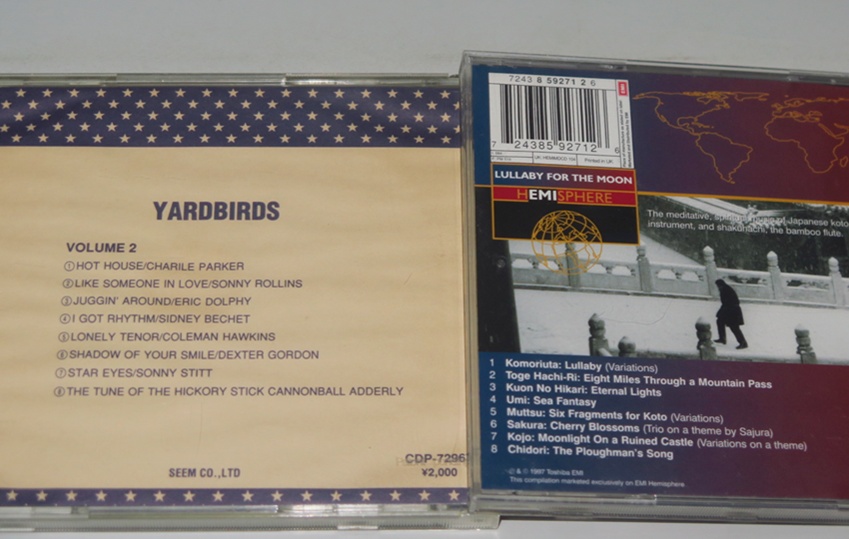 YARDBIRDS
VOLUME 2
①HOT HOUSE/CHARILE PARKER
②LIKE SOMEONE IN LOVE/SONNY ROLLINS
③JUGGIN' AROUND/ERIC DOLPHY
④I GOT RHYTHM/SIDNEY BECHET
⑤LONELY TENOR/COLEMAN HAWKINS
⑥SHADOW OF YOUR SMILE/DEXTER GORDON
⑦STAR EYES/SONNY STITT
⑧THE TUNE OF THE HICKORY STICK CANNONBALL ADDERLY
CDP-7296
¥2,000
SEEM CO.,LTD
7243 8 59271 2 6
7 24385 92712
Printed in UK
EMI
LULLABY FOR THE MOON
HEMISPHERE
The meditative, music of Japanese koto
instrument, and shakuhachi, the bamboo flute.
1 Komoriuta: Lullaby (Variations)
2 Toge Hachi-Ri: Eight Miles Through a Mountain Pass
3 Kuon No Hikari: Eternal Lights
4 Umi: Sea Fantasy
5 Muttsu: Six Fragments for Koto (Variations)
6 Sakura: Cherry Blossoms (Trio on a theme by Sajura)
7 Kojo: Moonlight On a Ruined Castle (Variations on a theme)
8 Chidori: The Ploughman's Song
℗ & © 1997 Toshiba EMI
This compilation marketed exclusively on EMI Hemisphere